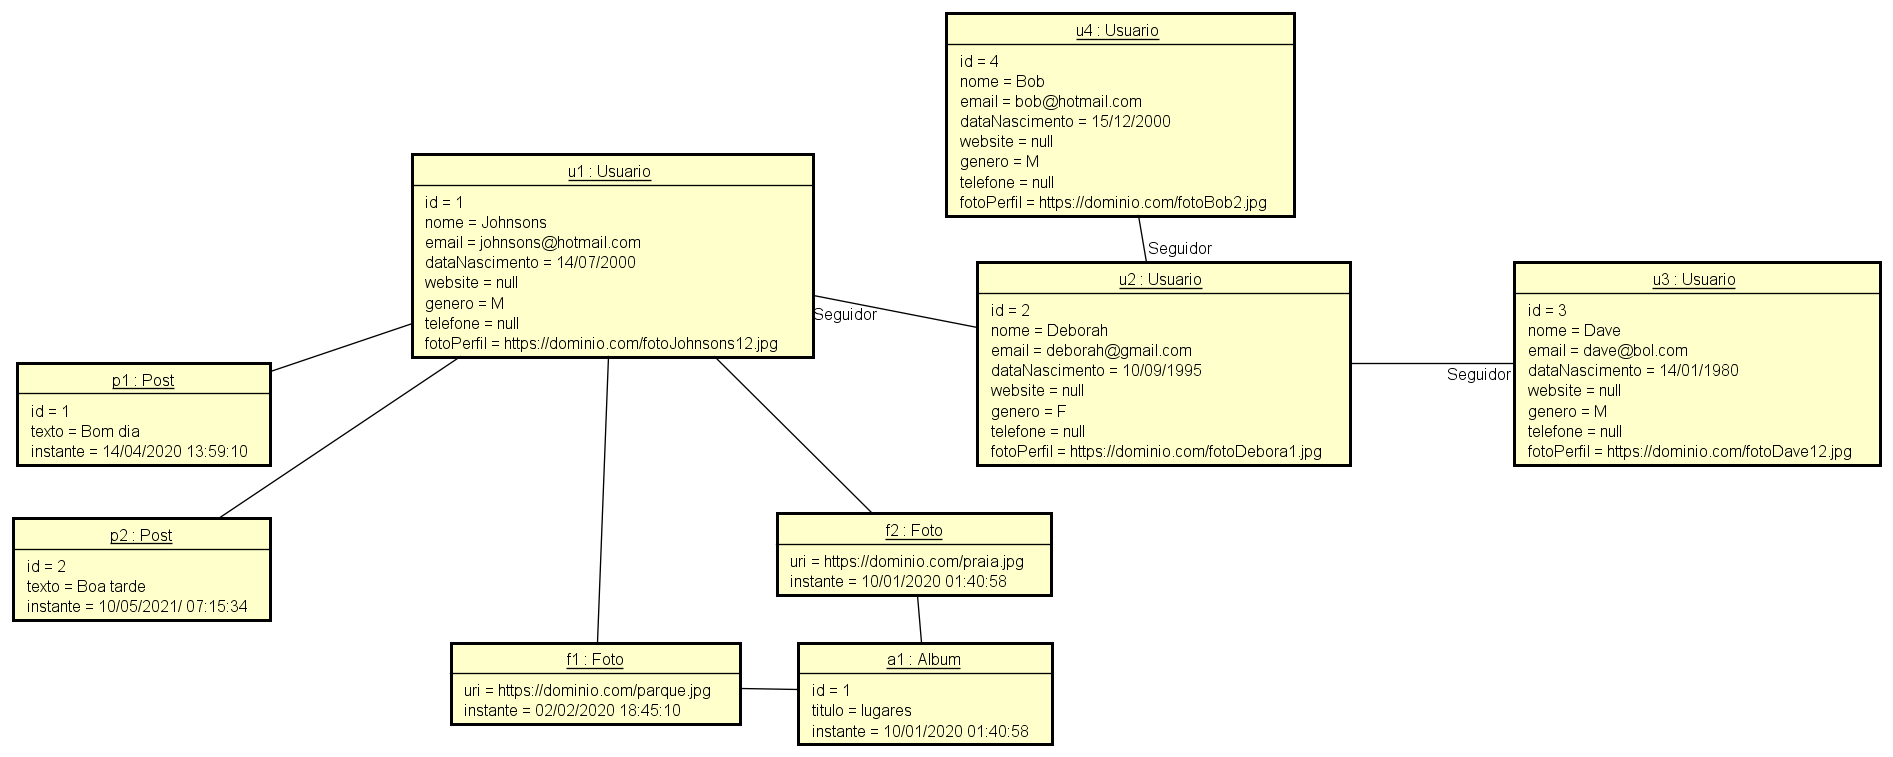 u4 : Usuario
id = 4
nome = Bob
email = bob@hotmail.com
dataNascimento = 15/12/2000
website = null
genero = M
telefone = null
fotoPerfil = https://dominio.com/fotoBob2.jpg
Seguidor
u1 : Usuario
id = 1
nome = Johnsons
email = johnsons@hotmail.com
dataNascimento = 14/07/2000
website = null
genero = M
telefone = null
fotoPerfil = https://dominio.com/fotoJohnsons12.jpg
Seguidor
u2 : Usuario
id = 2
nome = Deborah
email = deborah@gmail.com
dataNascimento = 10/09/1995
website = null
genero = F
telefone = null
fotoPerfil = https://dominio.com/fotoDebora1.jpg
Seguidor
u3 : Usuario
id = 3
nome = Dave
email = dave@bol.com
dataNascimento = 14/01/1980
website = null
genero = M
telefone = null
fotoPerfil = https://dominio.com/fotoDave12.jpg
p1 : Post
id = 1
texto = Bom dia
instante = 14/04/2020 13:59:10
p2 : Post
id = 2
texto = Boa tarde
instante = 10/05/2021/ 07:15:34
f2 : Foto
uri = https://dominio.com/praia.jpg
instante = 10/01/2020 01:40:58
f1 : Foto
uri = https://dominio.com/parque.jpg
instante = 02/02/2020 18:45:10
a1 : Album
id = 1
titulo = lugares
instante = 10/01/2020 01:40:58